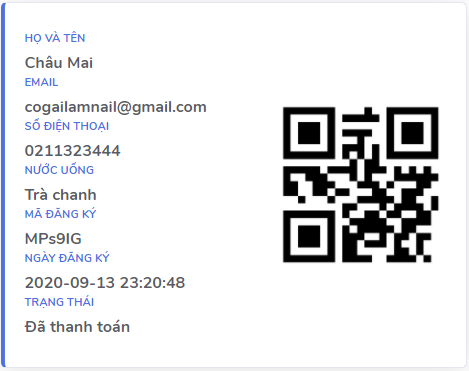 HỌ VÀ TÊN
Châu Mai
EMAIL
cogailamnail@gmail.com
SỐ ĐIỆN THOẠI
0211323444
NƯỚC UỐNG
Trà chanh
MÃ ĐĂNG KÝ
MPs9IG
NGÀY ĐĂNG KÝ
2020-09-13 23:20:48
TRẠNG THÁI
Đã thanh toán